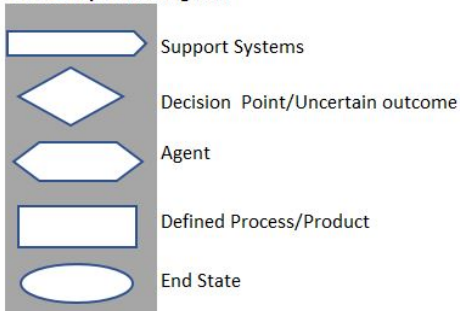 Support Systems
Decision Point/Uncertain outcome
Agent
Defined Process/Product
End State